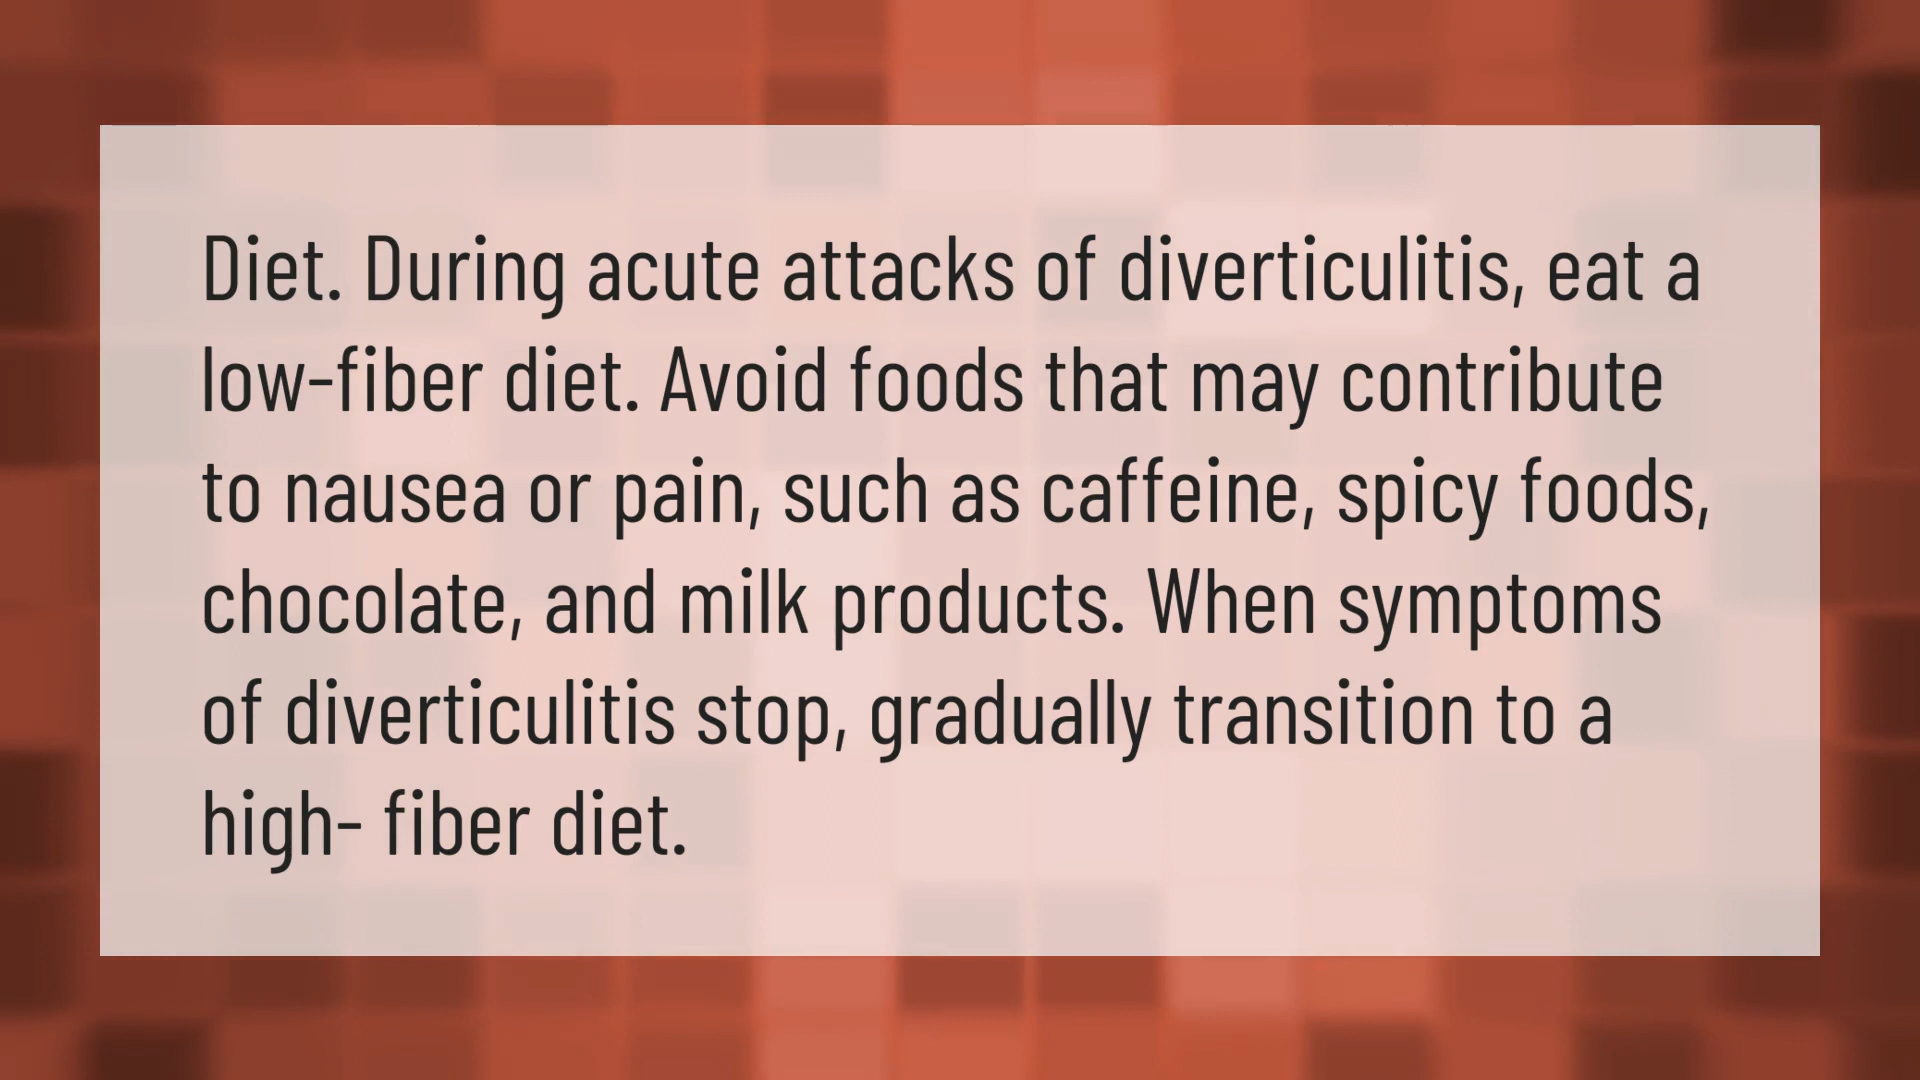 Diet. During acute attacks of diverticulitis, eat a
low-fiber diet. Avoid foods that may contribute
to nausea or pain, such as caffeine, spicy foods,
chocolate, and milk products. When symptoms
of diverticulitis stop, gradually transition to a
high- fiber diet.